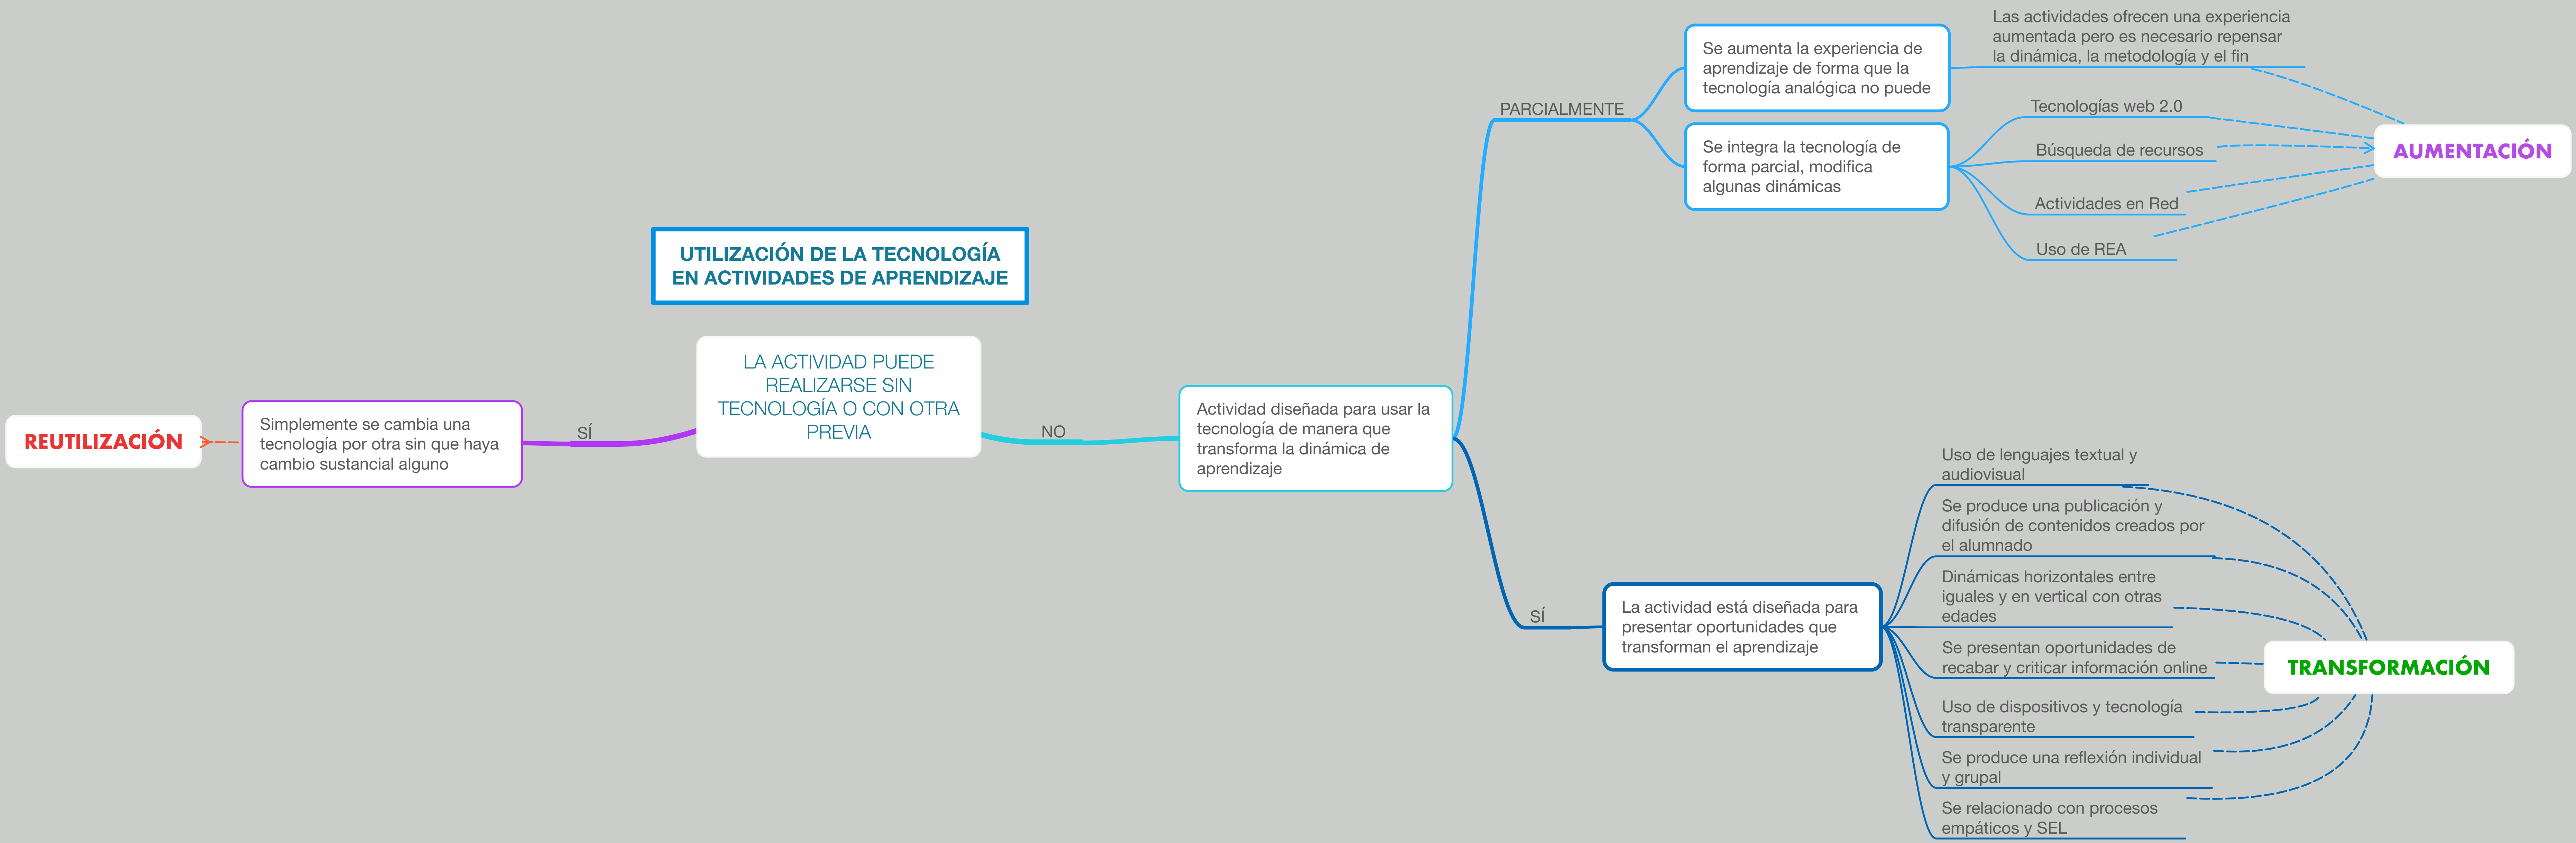 UTILIZACIÓN DE LA TECNOLOGÍA
EN ACTIVIDADES DE APRENDIZAJE
LA ACTIVIDAD PUEDE
REALIZARSE SIN
TECNOLOGÍA O CON OTRA
PREVIA
SÍ
Simplemente se cambia una
tecnología por otra sin que haya
cambio sustancial alguno
REUTILIZACIÓN
NO
Actividad diseñada para usar la
tecnología de manera que
transforma la dinámica de
aprendizaje
PARCIALMENTE
Se aumenta la experiencia de
aprendizaje de forma que la
tecnología analógica no puede
Las actividades ofrecen una experiencia
aumentada pero es necesario repensar
la dinámica, la metodología y el fin
Se integra la tecnología de
forma parcial, modifica
algunas dinámicas
Tecnologías web 2.0
Búsqueda de recursos
Actividades en Red
Uso de REA
AUMENTACIÓN
SÍ
La actividad está diseñada para
presentar oportunidades que
transforman el aprendizaje
Uso de lenguajes textual y
audiovisual
Se produce una publicación y
difusión de contenidos creados por
el alumnado
Dinámicas horizontales entre
iguales y en vertical con otras
edades
Se presentan oportunidades de
recabar y criticar información online
Uso de dispositivos y tecnología
transparente
Se produce una reflexión individual
y grupal
Se relacionado con procesos
empáticos y SEL
TRANSFORMACIÓN